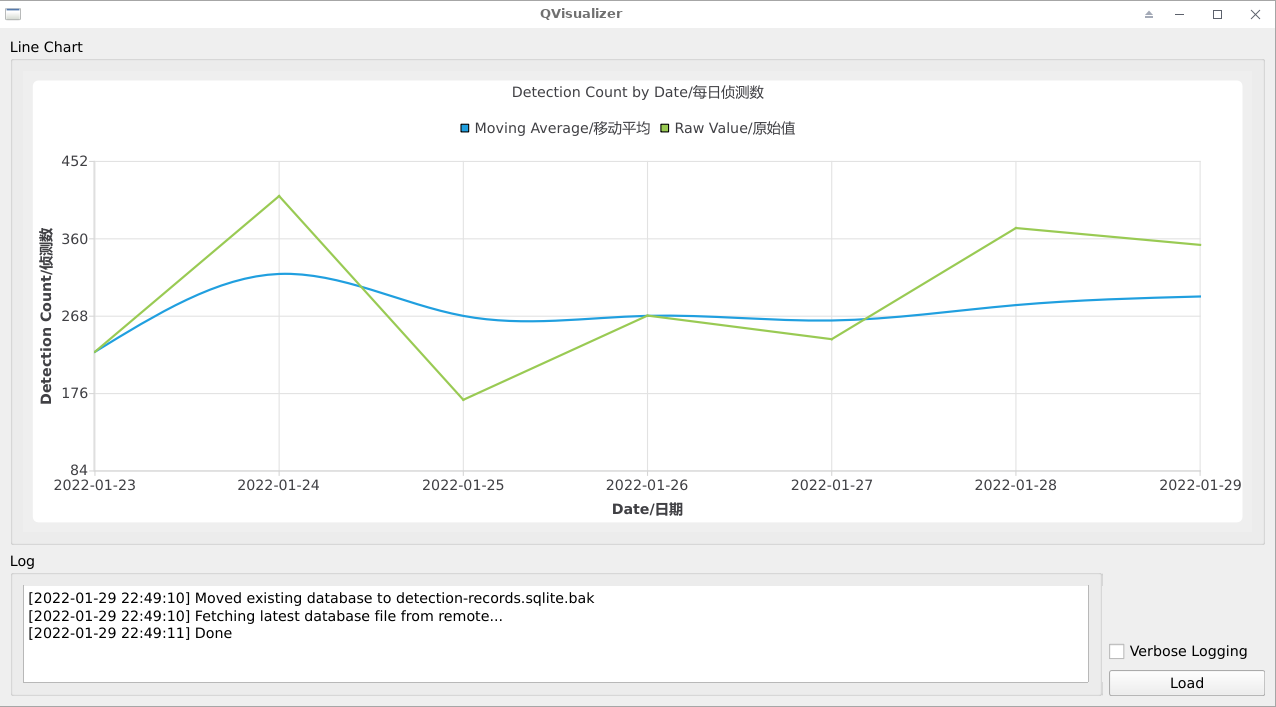 QVisualizer
Line Chart
Detection Count by Date/每日侦测数
Moving Average/移动平均 Raw Value/原始值
452
360
268
176
84
Detection Count/侦测数
2022-01-23 2022-01-24 2022-01-25 2022-01-26 2022-01-27 2022-01-28 2022-01-29
Date/日期
Log
[2022-01-29 22:49:10] Moved existing database to detection-records.sqlite.bak
[2022-01-29 22:49:10] Fetching latest database file from remote...
[2022-01-29 22:49:11] Done
Verbose Logging
Load